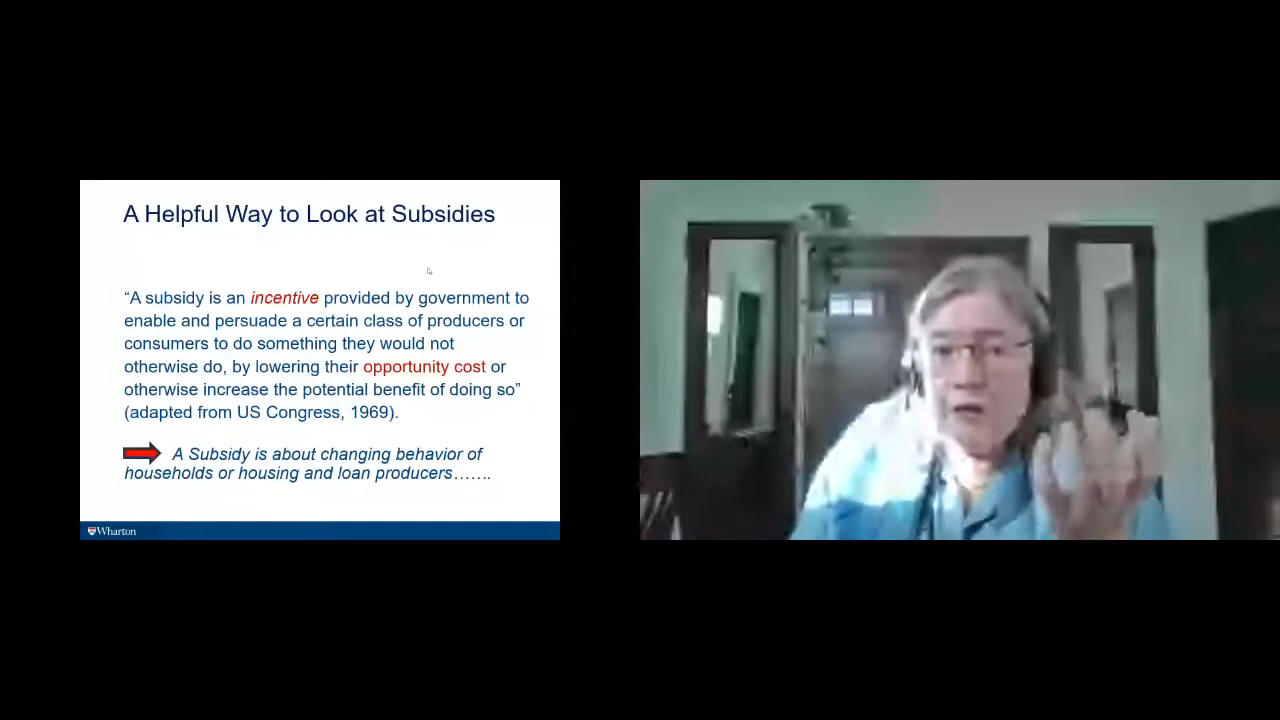 A Helpful Way to Look at Subsidies
“A subsidy is an incentive provided by government to
enable and persuade a certain class of producers or
consumers to do something they would not
otherwise do, by lowering their opportunity cost or
otherwise increase the potential benefit of doing so”
(adapted from US Congress, 1969).
A Subsidy is about changing behavior of
households or housing and loan producers…….
Wharton